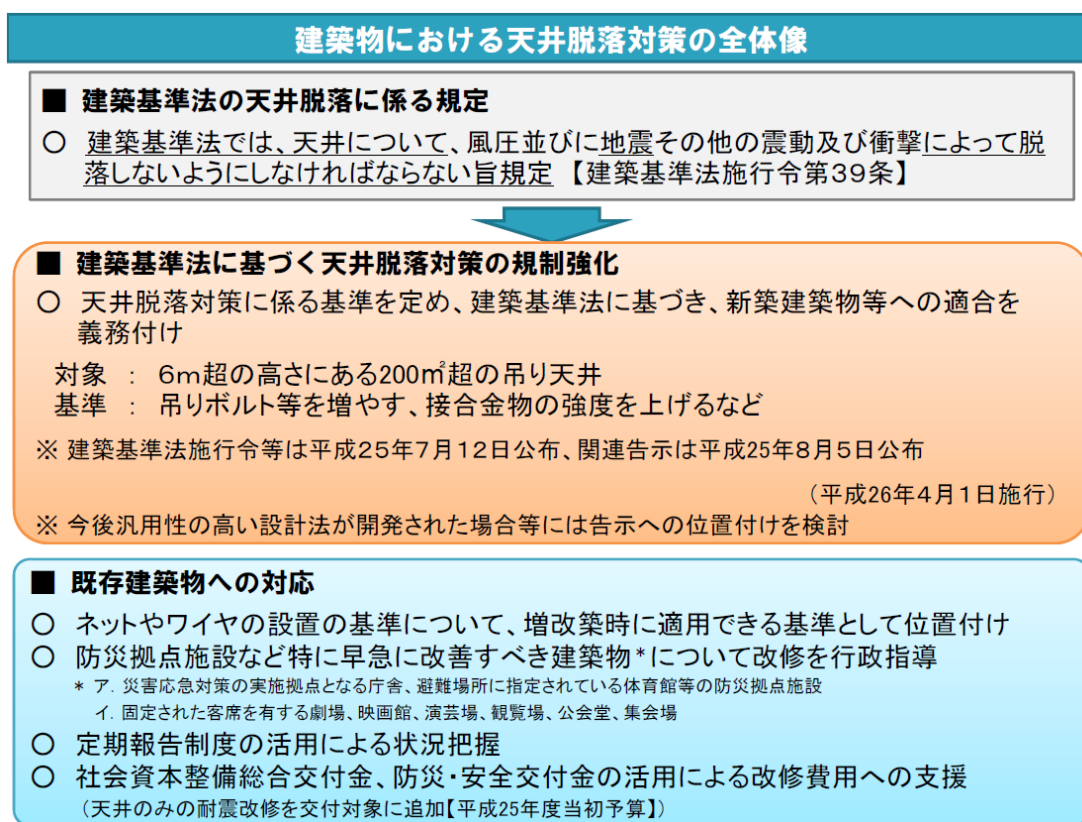 建築物における天井脱落対策の全体像
■ 建築基準法の天井脱落に係る規定
○ 建築基準法では、天井について、風圧並びに地震その他の震動及び衝撃によって脱
落しないようにしなければならない旨規定 【建築基準法施行令第39条】
■ 建築基準法に基づく天井脱落対策の規制強化
○ 天井脱落対策に係る基準を定め、建築基準法に基づき、新築建築物等への適合を
義務付け
対象 : 6m超の高さにある200㎡超の吊り天井
基準 : 吊りボルト等を増やす、接合金物の強度を上げるなど
※ 建築基準法施行令等は平成25年7月12日公布、関連告示は平成25年8月5日公布
(平成26年4月1日施行)
※ 今後汎用性の高い設計法が開発された場合等には告示への位置付けを検討
■ 既存建築物への対応
○ ネットやワイヤの設置の基準について、増改築時に適用できる基準として位置付け
○ 防災拠点施設など特に早急に改善すべき建築物*について改修を行政指導
* ア. 災害応急対策の実施拠点となる庁舎、避難場所に指定されている体育館等の防災拠点施設
イ. 固定された客席を有する劇場、映画館、演芸場、観覧場、公会堂、集会場
○ 定期報告制度の活用による状況把握
○ 社会資本整備総合交付金、防災・安全交付金の活用による改修費用への支援
(天井のみの耐震改修を交付対象に追加【平成25年度当初予算】)